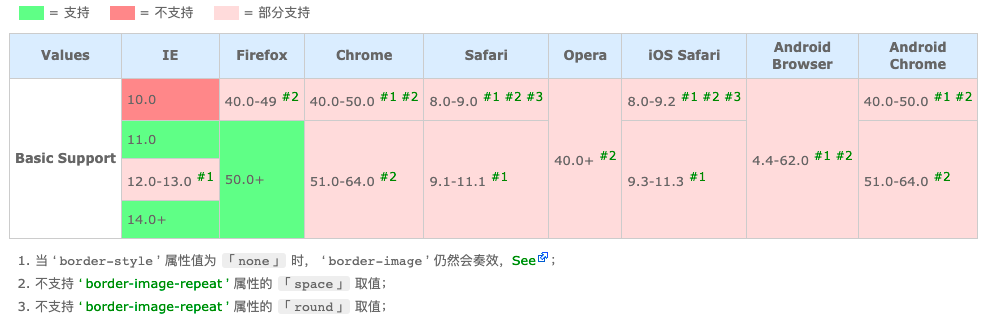 = 支持 = 不支持 = 部分支持
Values IE Firefox Chrome Safari Opera iOS Safari Android Browser Android Chrome
Basic Support 10.0 40.0-49 #2 40.0-50.0 #1 #2 8.0-9.0 #1 #2 #3 40.0+ #2 8.0-9.2 #1 #2 #3 4.4-62.0 #1 #2 40.0-50.0 #1 #2
11.0 50.0+ 51.0-64.0 #2 9.1-11.1 #1 9.3-11.3 #1 51.0-64.0 #2
12.0-13.0 #1
14.0+
1. 当 ‘border-style’ 属性值为 「none」 时， ‘border-image’ 仍然会奏效，See；
2. 不支持 ‘border-image-repeat’ 属性的 「space」 取值；
3. 不支持 ‘border-image-repeat’ 属性的 「round」 取值；